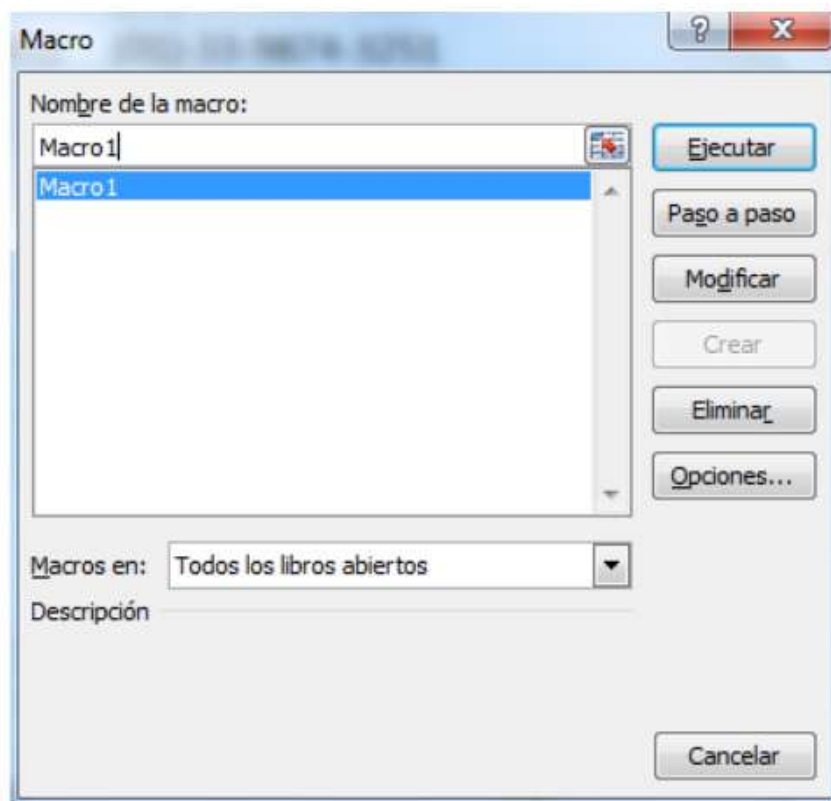 Macro
Nombre de la macro:
Macro1
Macro1
Ejecutar
Paso a paso
Modificar
Crear
Eliminar
Opciones...
Macros en:
Todos los libros abiertos
Descripción
Cancelar